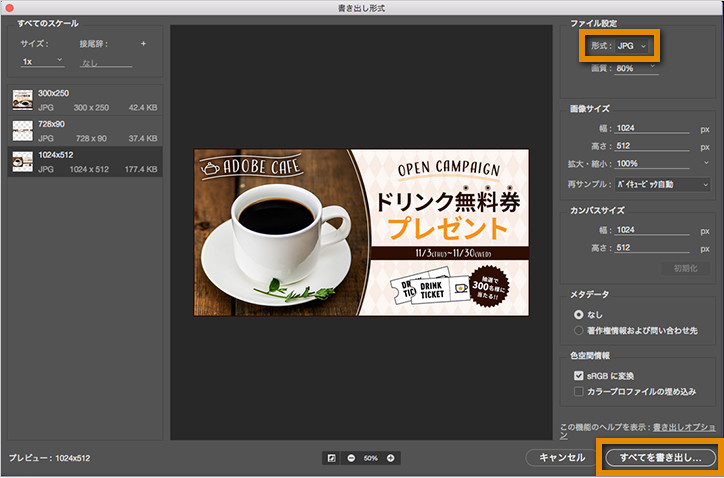 書き出し形式
すべてのスケール
サイズ： 接尾辞： +
1x なし
300x250
JPG 300 x 250 42.4 KB
728x90
JPG 728 x 90 37.4 KB
1024x512
JPG 1024 x 512 177.4 KB
プレビュー：1024x512
ADOBE CAFE
OPEN CAMPAIGN
ドリンク無料券
プレゼント
11/3(THU)~11/30(WED)
DRINK
TICKET
抽選で
300名様に
当たる!!
50%
ファイル設定
形式： JPG
画質： 80%
画像サイズ
幅： 1024 px
高さ： 512 px
拡大・縮小： 100%
再サンプル： バイキュービック自動
カンバスサイズ
幅： 1024 px
高さ： 512 px
初期化
メタデータ
なし
著作権情報および問い合わせ先
色空間情報
sRGB に変換
カラープロファイルの埋め込み
この機能のヘルプを表示：書き出しオプショ
ン
キャンセル すべてを書き出し...